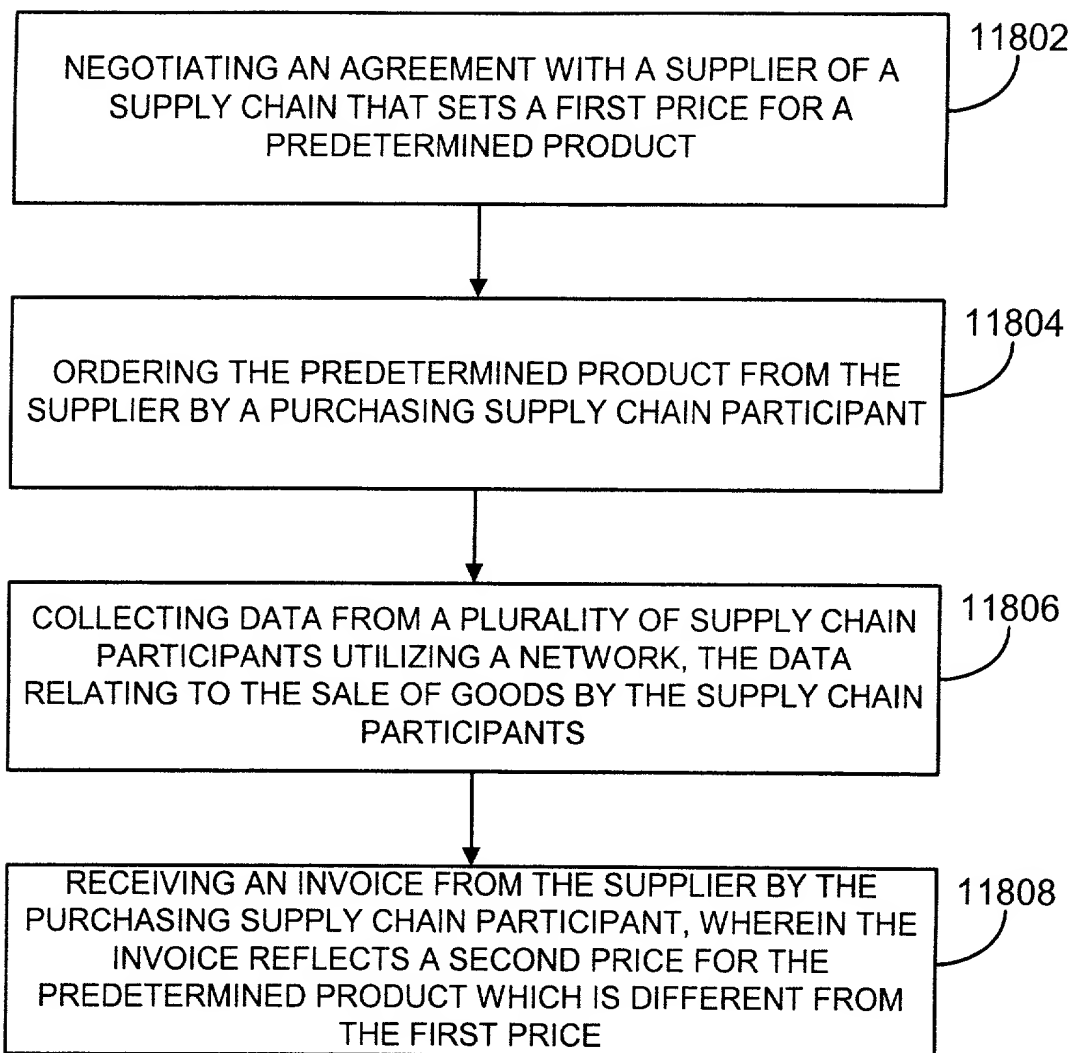 11802
NEGOTIATING AN AGREEMENT WITH A SUPPLIER OF A
SUPPLY CHAIN THAT SETS A FIRST PRICE FOR A
PREDETERMINED PRODUCT
11804
ORDERING THE PREDETERMINED PRODUCT FROM THE
SUPPLIER BY A PURCHASING SUPPLY CHAIN PARTICIPANT
11806
COLLECTING DATA FROM A PLURALITY OF SUPPLY CHAIN
PARTICIPANTS UTILIZING A NETWORK, THE DATA
RELATING TO THE SALE OF GOODS BY THE SUPPLY CHAIN
PARTICIPANTS
11808
RECEIVING AN INVOICE FROM THE SUPPLIER BY THE
PURCHASING SUPPLY CHAIN PARTICIPANT, WHEREIN THE
INVOICE REFLECTS A SECOND PRICE FOR THE
PREDETERMINED PRODUCT WHICH IS DIFFERENT FROM
THE FIRST PRICE